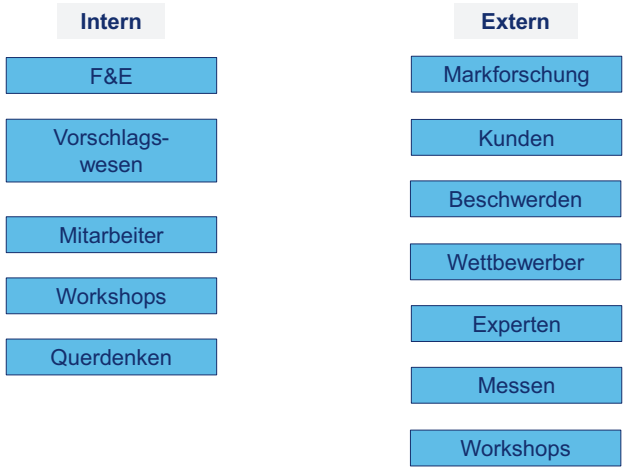 Intern
F&E
Vorschlags-
wesen
Mitarbeiter
Workshops
Querdenken
Extern
Markforschung
Kunden
Beschwerden
Wettbewerber
Experten
Messen
Workshops